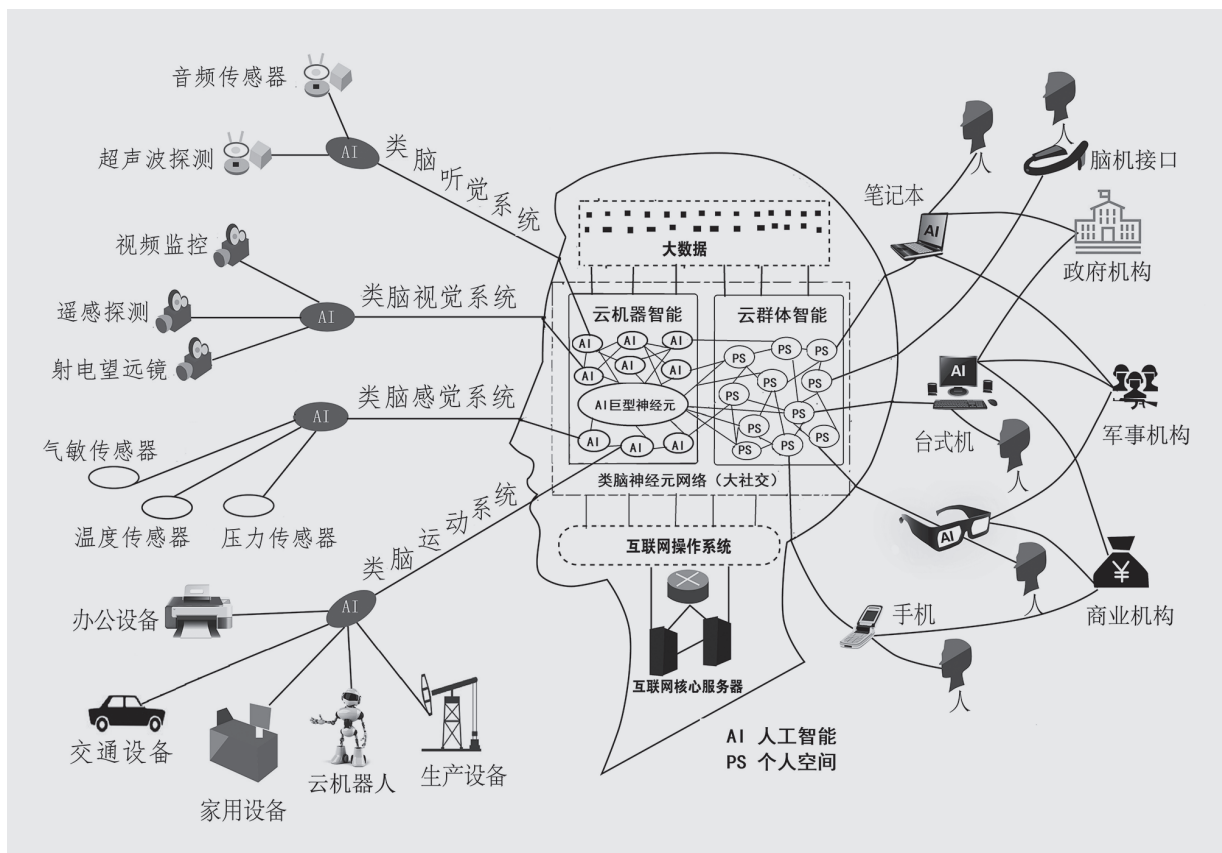 音频传感器
超声波探测
AI
类脑听觉系统
视频监控
遥感探测
射电望远镜
AI
类脑视觉系统
气敏传感器
温度传感器
压力传感器
AI
类脑感觉系统
办公设备
交通设备
家用设备
云机器人
生产设备
AI
类脑运动系统
大数据
云机器智能
AI
AI
AI
AI
AI
AI
AI
AI巨型神经元
AI
AI
AI
云群体智能
PS
PS
PS
PS
PS
PS
PS
PS
PS
PS
PS
PS
类脑神经元网络（大社交）
互联网操作系统
互联网核心服务器
AI 人工智能
PS 个人空间
人
人
脑机接口
笔记本
AI
政府机构
AI
台式机
人
军事机构
AI
人
¥
商业机构
手机
人